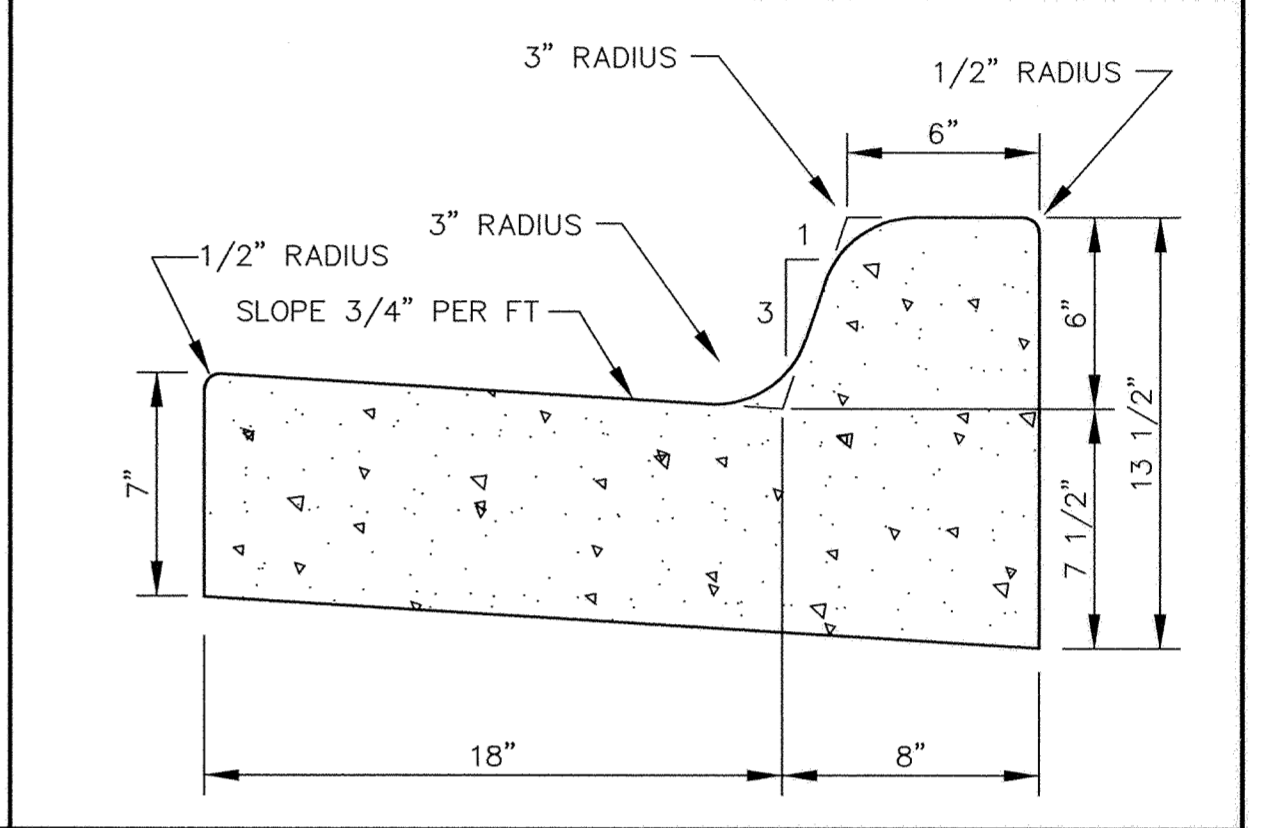 3” RADIUS
1/2” RADIUS
6”
3” RADIUS
1
1/2” RADIUS
SLOPE 3/4” PER FT
3
6”
13 1/2”
7”
7 1/2”
18”
8”